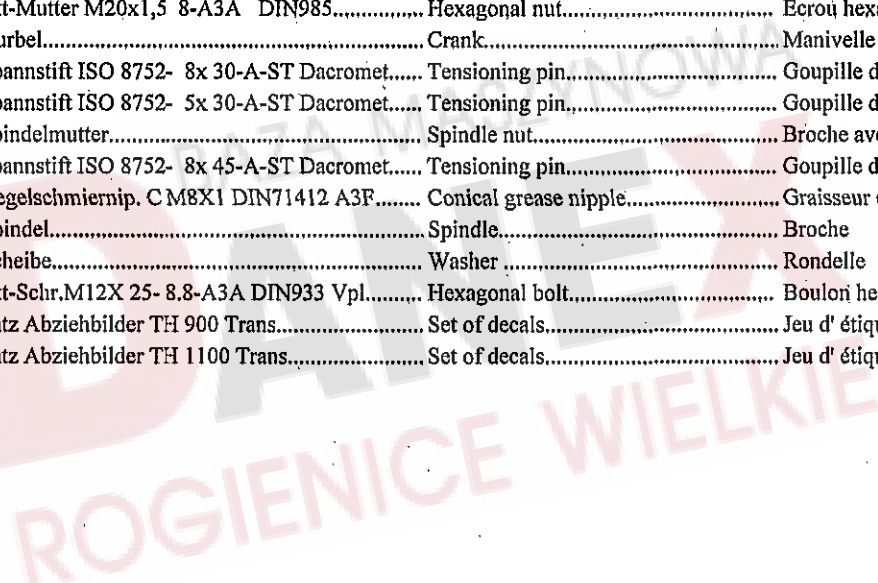 kt-Mutter M20x1,5 8-A3A DIN985.............. Hexagonal nut................................ Ecrou hexa
urbel.............................................................. Crank................................................ Manivelle
pannstift ISO 8752- 8x 30-A-ST Dacromet...... Tensioning pin.................................. Goupille d
pannstift ISO 8752- 5x 30-A-ST Dacromet...... Tensioning pin.................................. Goupille d
pindelmutter.................................................... Spindle nut........................................ Broche ave
pannstift ISO 8752- 8x 45-A-ST Dacromet...... Tensioning pin.................................. Goupille d
egelschmiernip. C M8X1 DIN71412 A3F........ Conical grease nipple......................... Graisseur
pindel............................................................. Spindle.............................................. Broche
cheibe............................................................. Washer ............................................. Rondelle
kt-Schr.M12X 25- 8.8-A3A DIN933 Vpl......... Hexagonal bolt.................................. Boulon he
atz Abziehbilder TH 900 Trans........................ Set of decals...................................... Jeu d' étiqu
atz Abziehbilder TH 1100 Trans...................... Set of decals...................................... Jeu d' étiqu
BAZA MASZYNOWA
DANEX
ROGIENICE WIELKIE